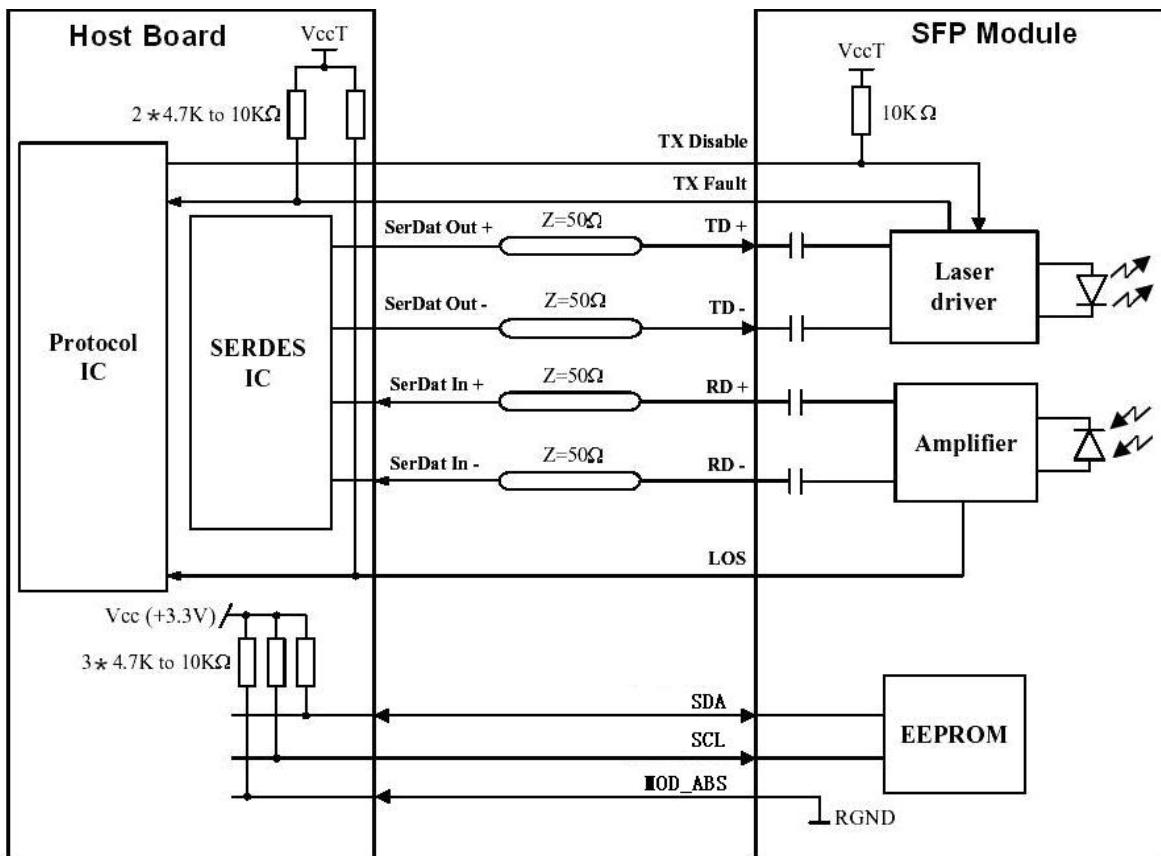 Host Board
SFP Module
VccT
VccT
2*4.7K to 10KΩ
10K Ω
TX Disable
TX Fault
SerDat Out +
Z=50Ω
TD +
Laser
driver
SerDat Out -
Z=50Ω
TD -
Protocol
IC
SERDES
IC
SerDat In +
Z=50Ω
RD +
Amplifier
SerDat In -
Z=50Ω
RD -
LOS
Vcc (+3.3V)
3*4.7K to 10KΩ
SDA
SCL
EEPROM
MOD_ABS
RGND